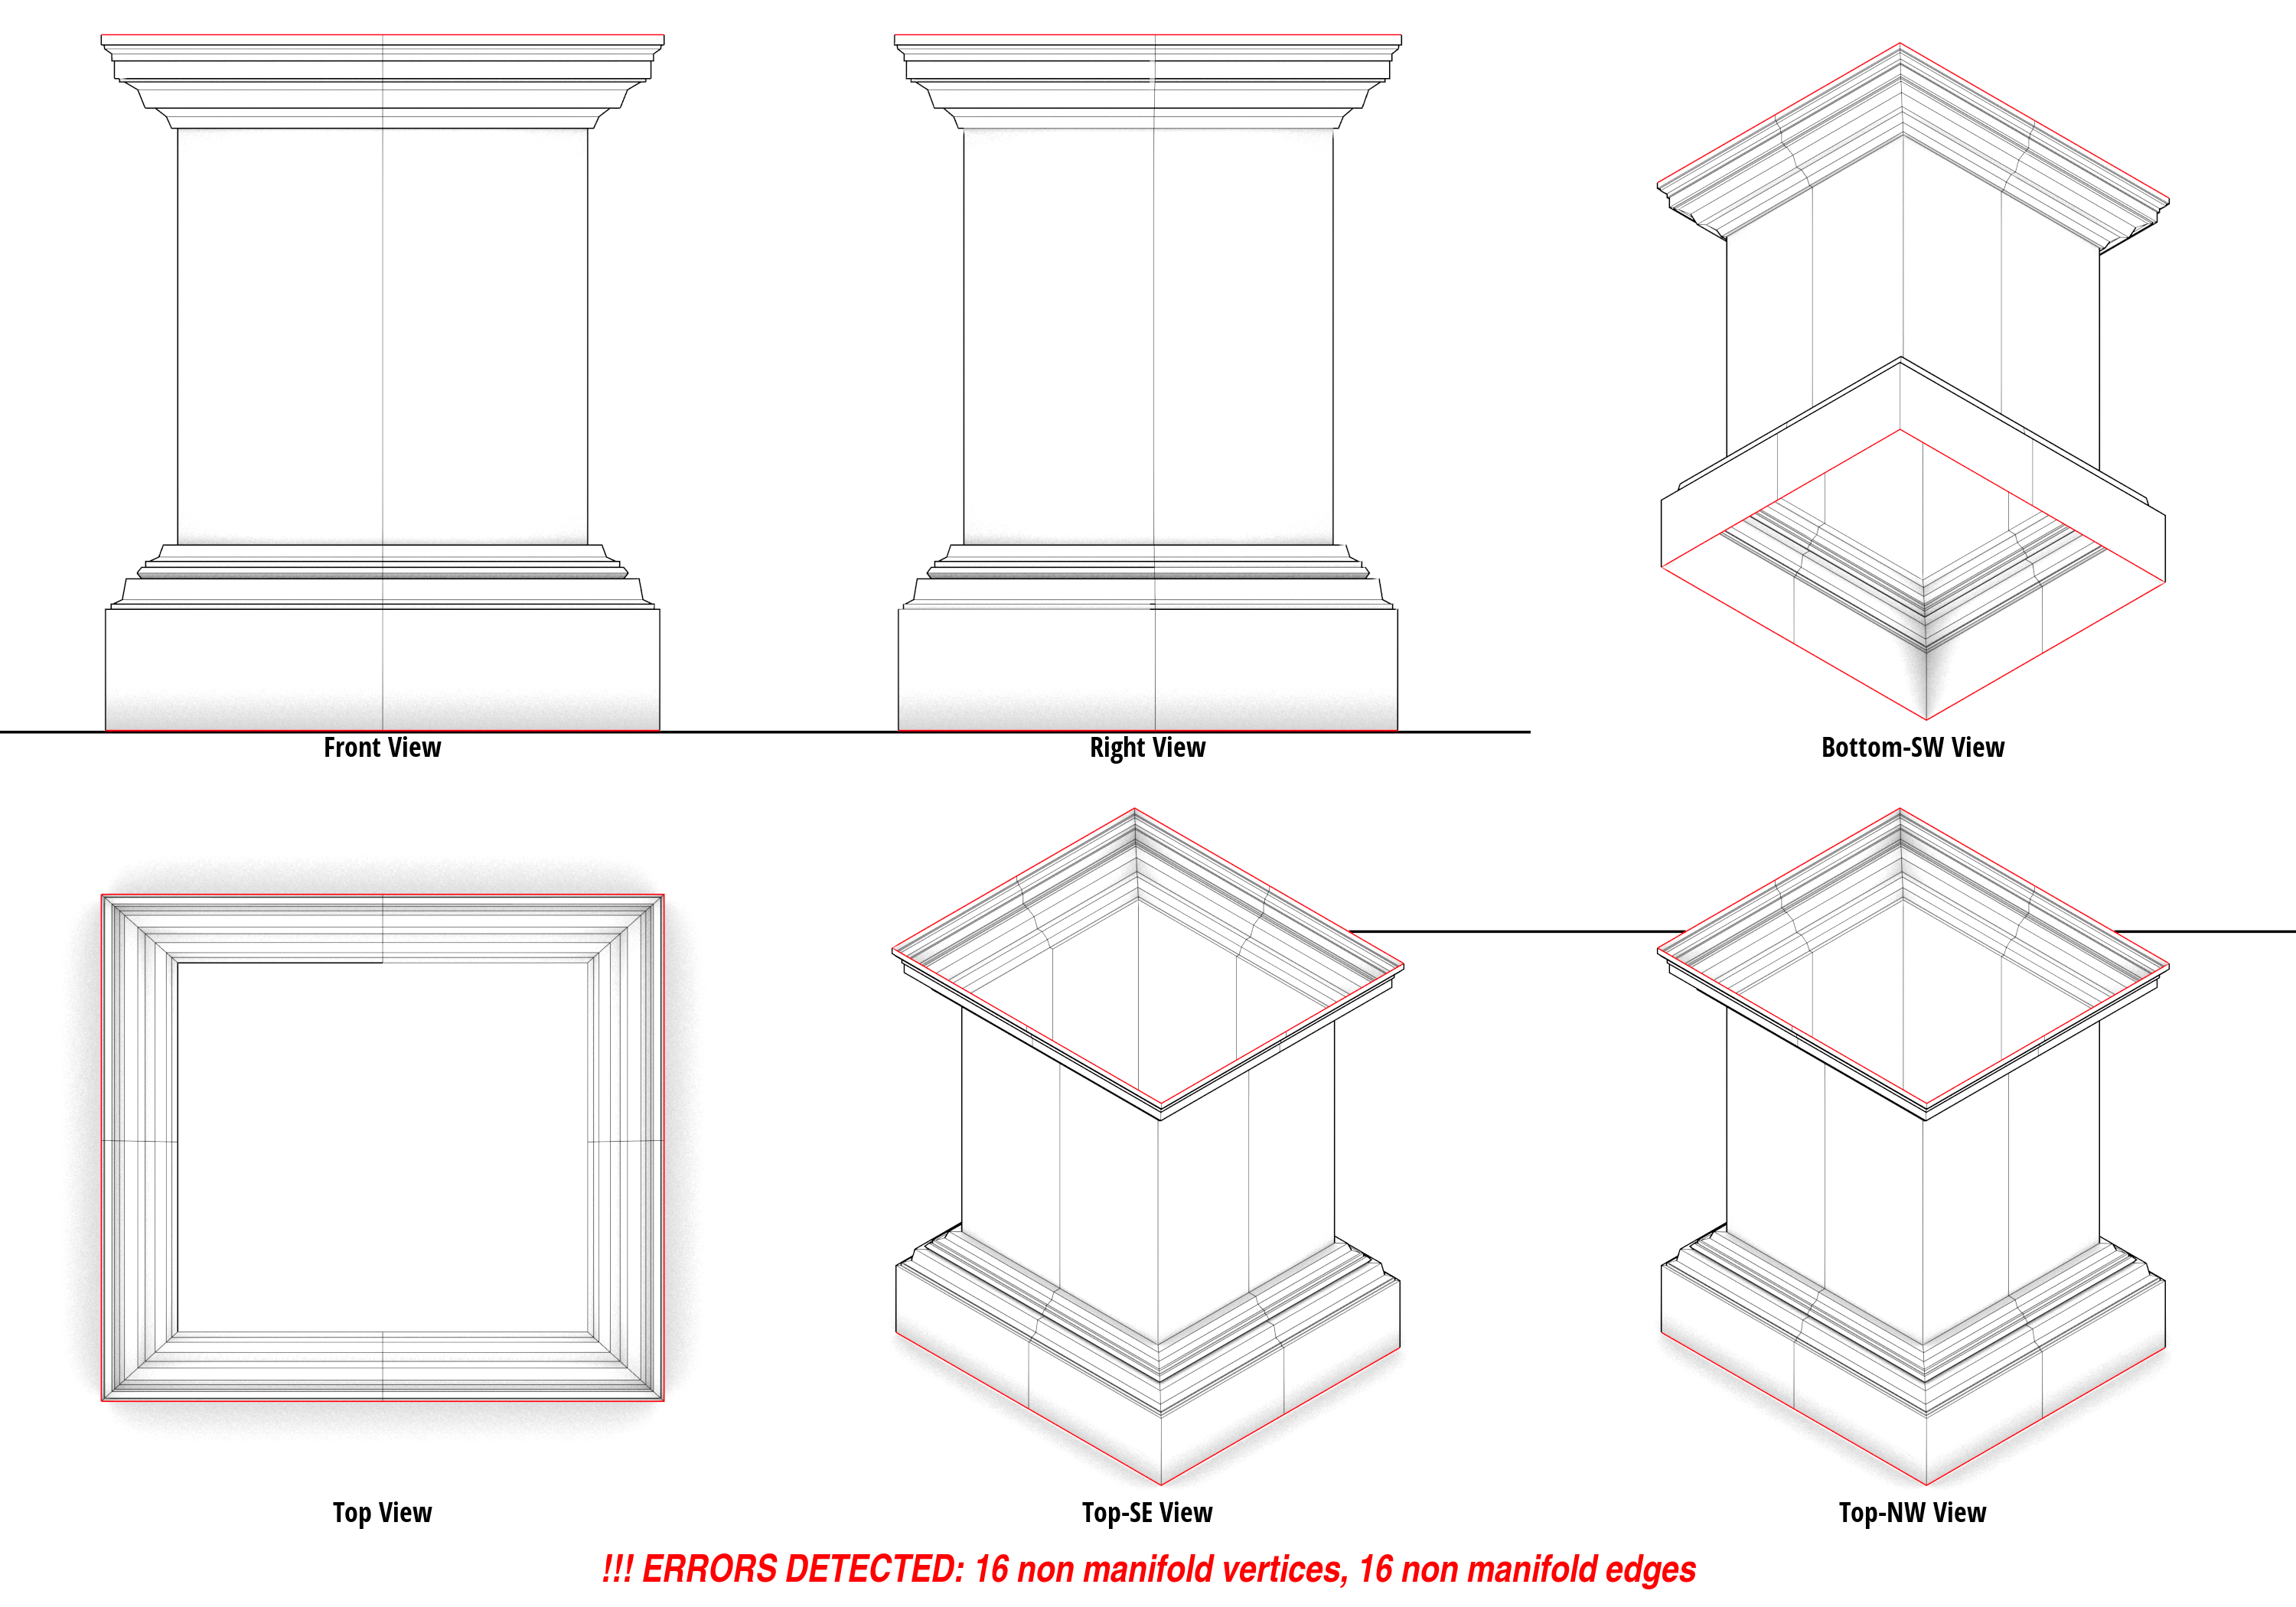 Front View
Right View
Bottom-SW View
Top View
Top-SE View
Top-NW View
!!! ERRORS DETECTED: 16 non manifold vertices, 16 non manifold edges